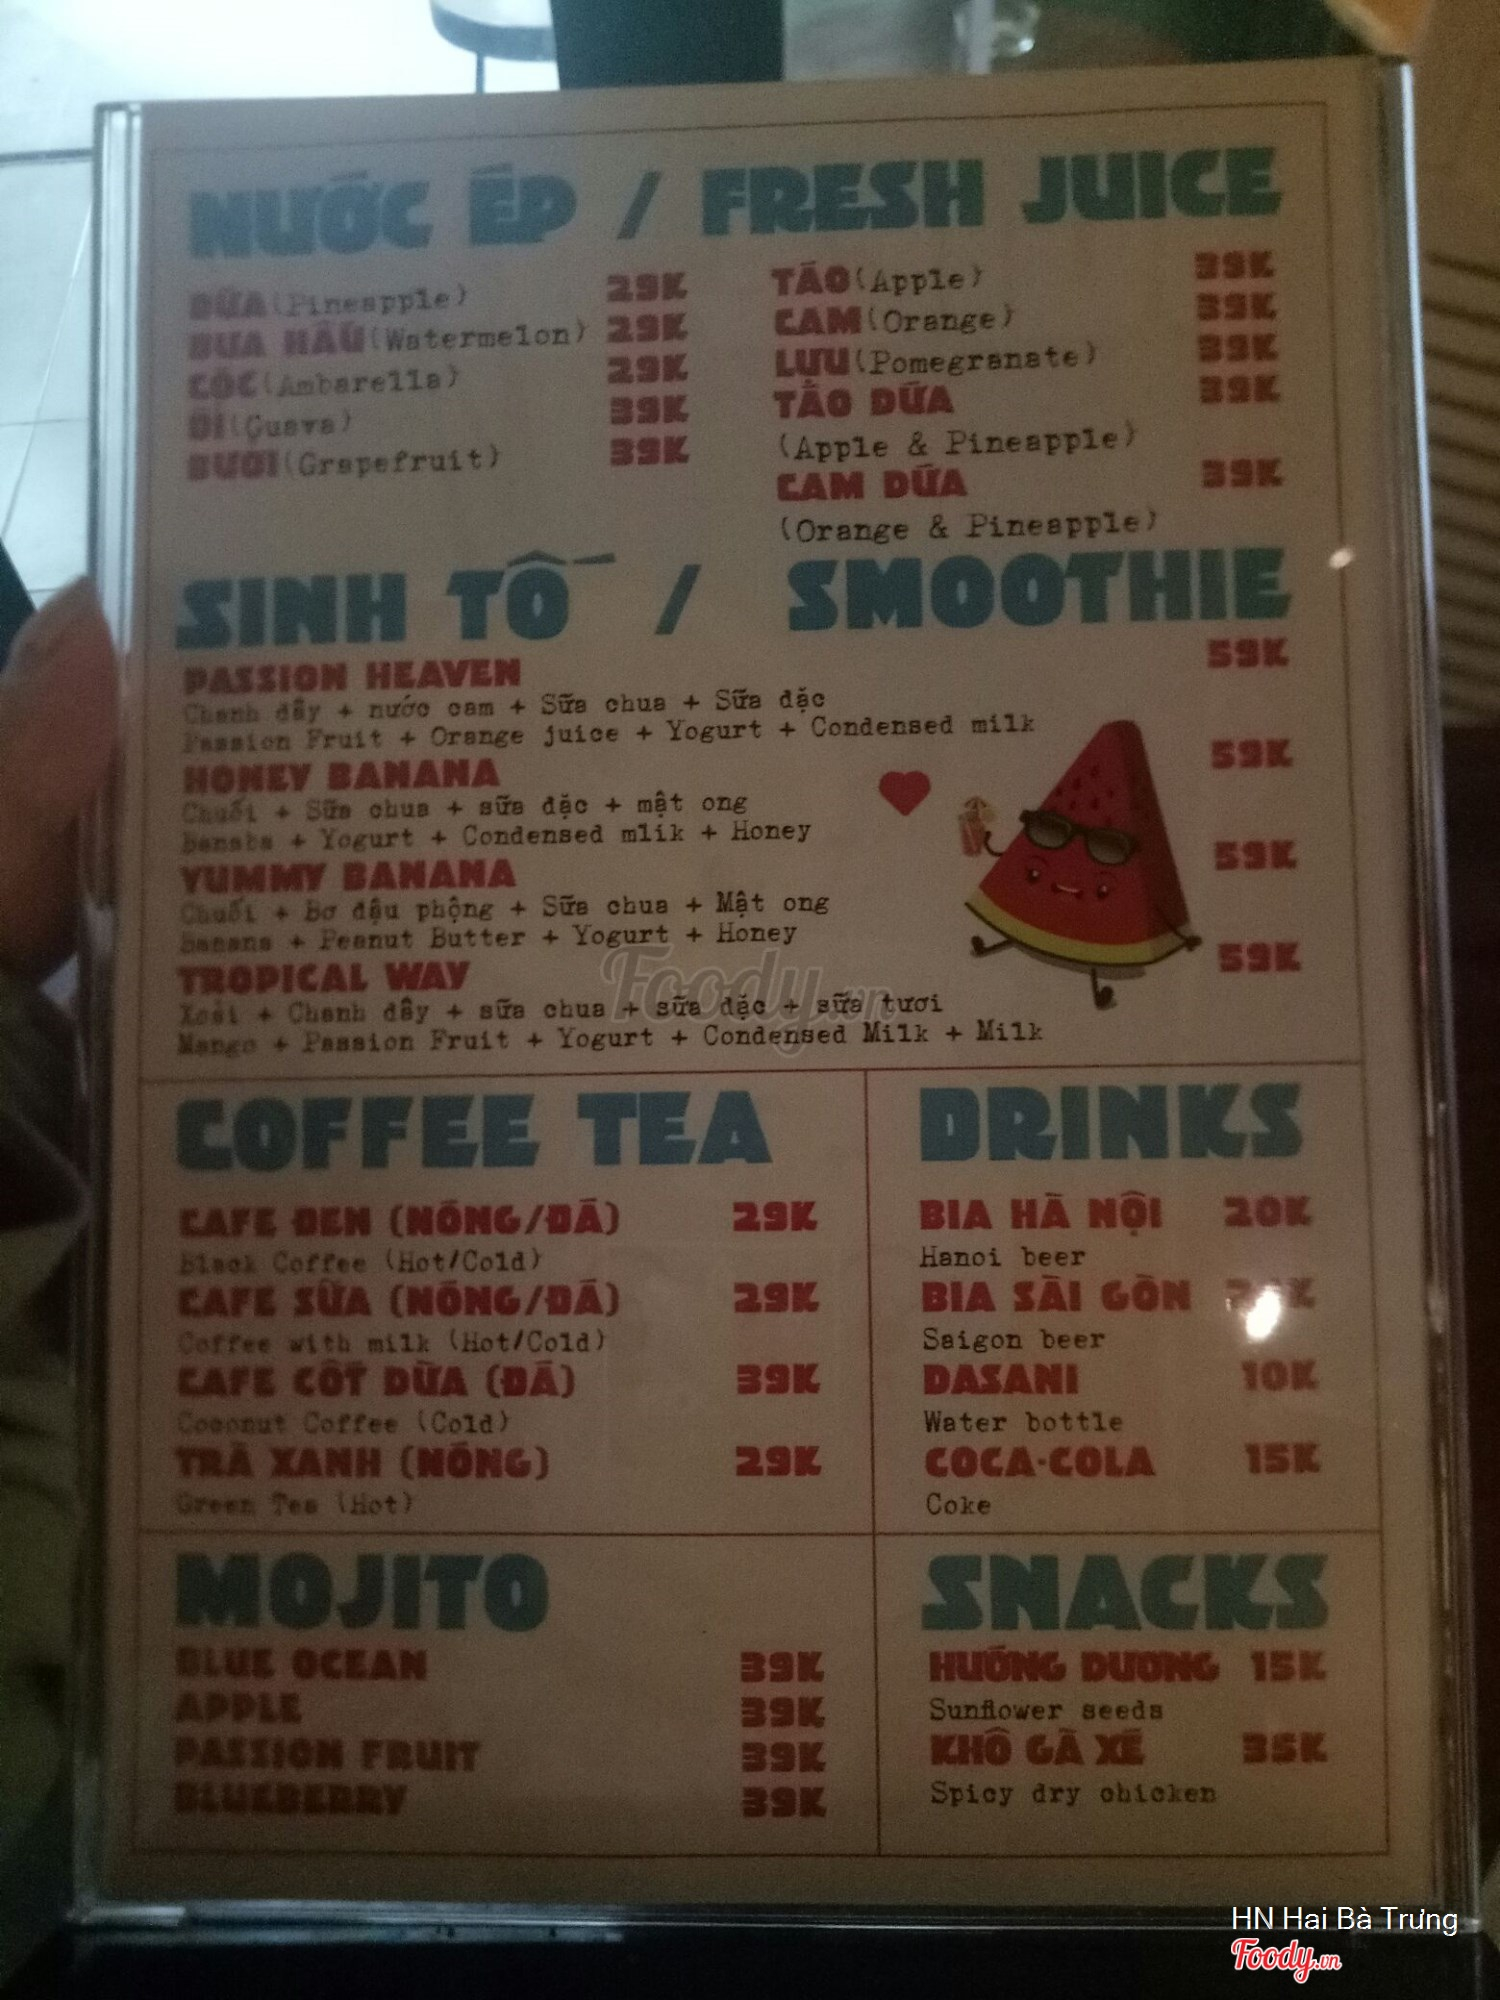 NƯỚC ÉP / FRESH JUICE
DỨA (Pineapple) 29K
DƯA HẤU (Watermelon) 29K
CÓC (Ambarella) 29K
ỔI (Guava) 39K
BƯỞI (Grapefruit) 39K
TÁO (Apple) 39K
CAM (Orange) 39K
LỰU (Pomegranate) 39K
TÁO DỨA 39K
(Apple & Pineapple)
CAM DỨA 39K
(Orange & Pineapple)
SINH TỐ / SMOOTHIE
PASSION HEAVEN 59K
Chanh dây + nước cam + Sữa chua + Sữa đặc
Passion Fruit + Orange juice + Yogurt + Condensed milk
HONEY BANANA 59K
Chuối + Sữa chua + sữa đặc + mật ong
+ Yogurt + Condensed mlik + Honey
YUMMY BANANA 59K
Chuối + Bơ đậu phộng + Sữa chua + Mật ong
Banana + Peanut Butter + Yogurt + Honey
TROPICAL WAY 59K
Xoài + Chanh dây + sữa chua + sữa đặc + sữa tươi
Mango + Passion Fruit + Yogurt + Condensed Milk + Milk
Foody.vn
COFFEE TEA
CAFE ĐEN (NÓNG/ĐÁ) 29K
Black Coffee (Hot/Cold)
CAFE SỮA (NÓNG/ĐÁ) 29K
Coffee with milk (Hot/Cold)
CAFE CỐT DỪA (ĐÁ) 39K
Coconut Coffee (Cold)
TRÀ XANH (NÓNG) 29K
Green Tea (Hot)
DRINKS
BIA HÀ NỘI 20K
Hanoi beer
BIA SÀI GÒN
Saigon beer
DASANI 10K
Water bottle
COCA-COLA 15K
Coke
MOJITO
BLUE OCEAN 39K
APPLE 39K
PASSION FRUIT 39K
BLUEBERRY 39K
SNACKS
HƯỚNG DƯƠNG 15K
Sunflower seeds
KHÔ GÀ XÉ 35K
Spicy dry chicken
HN Hai Bà Trưng
Foody.vn